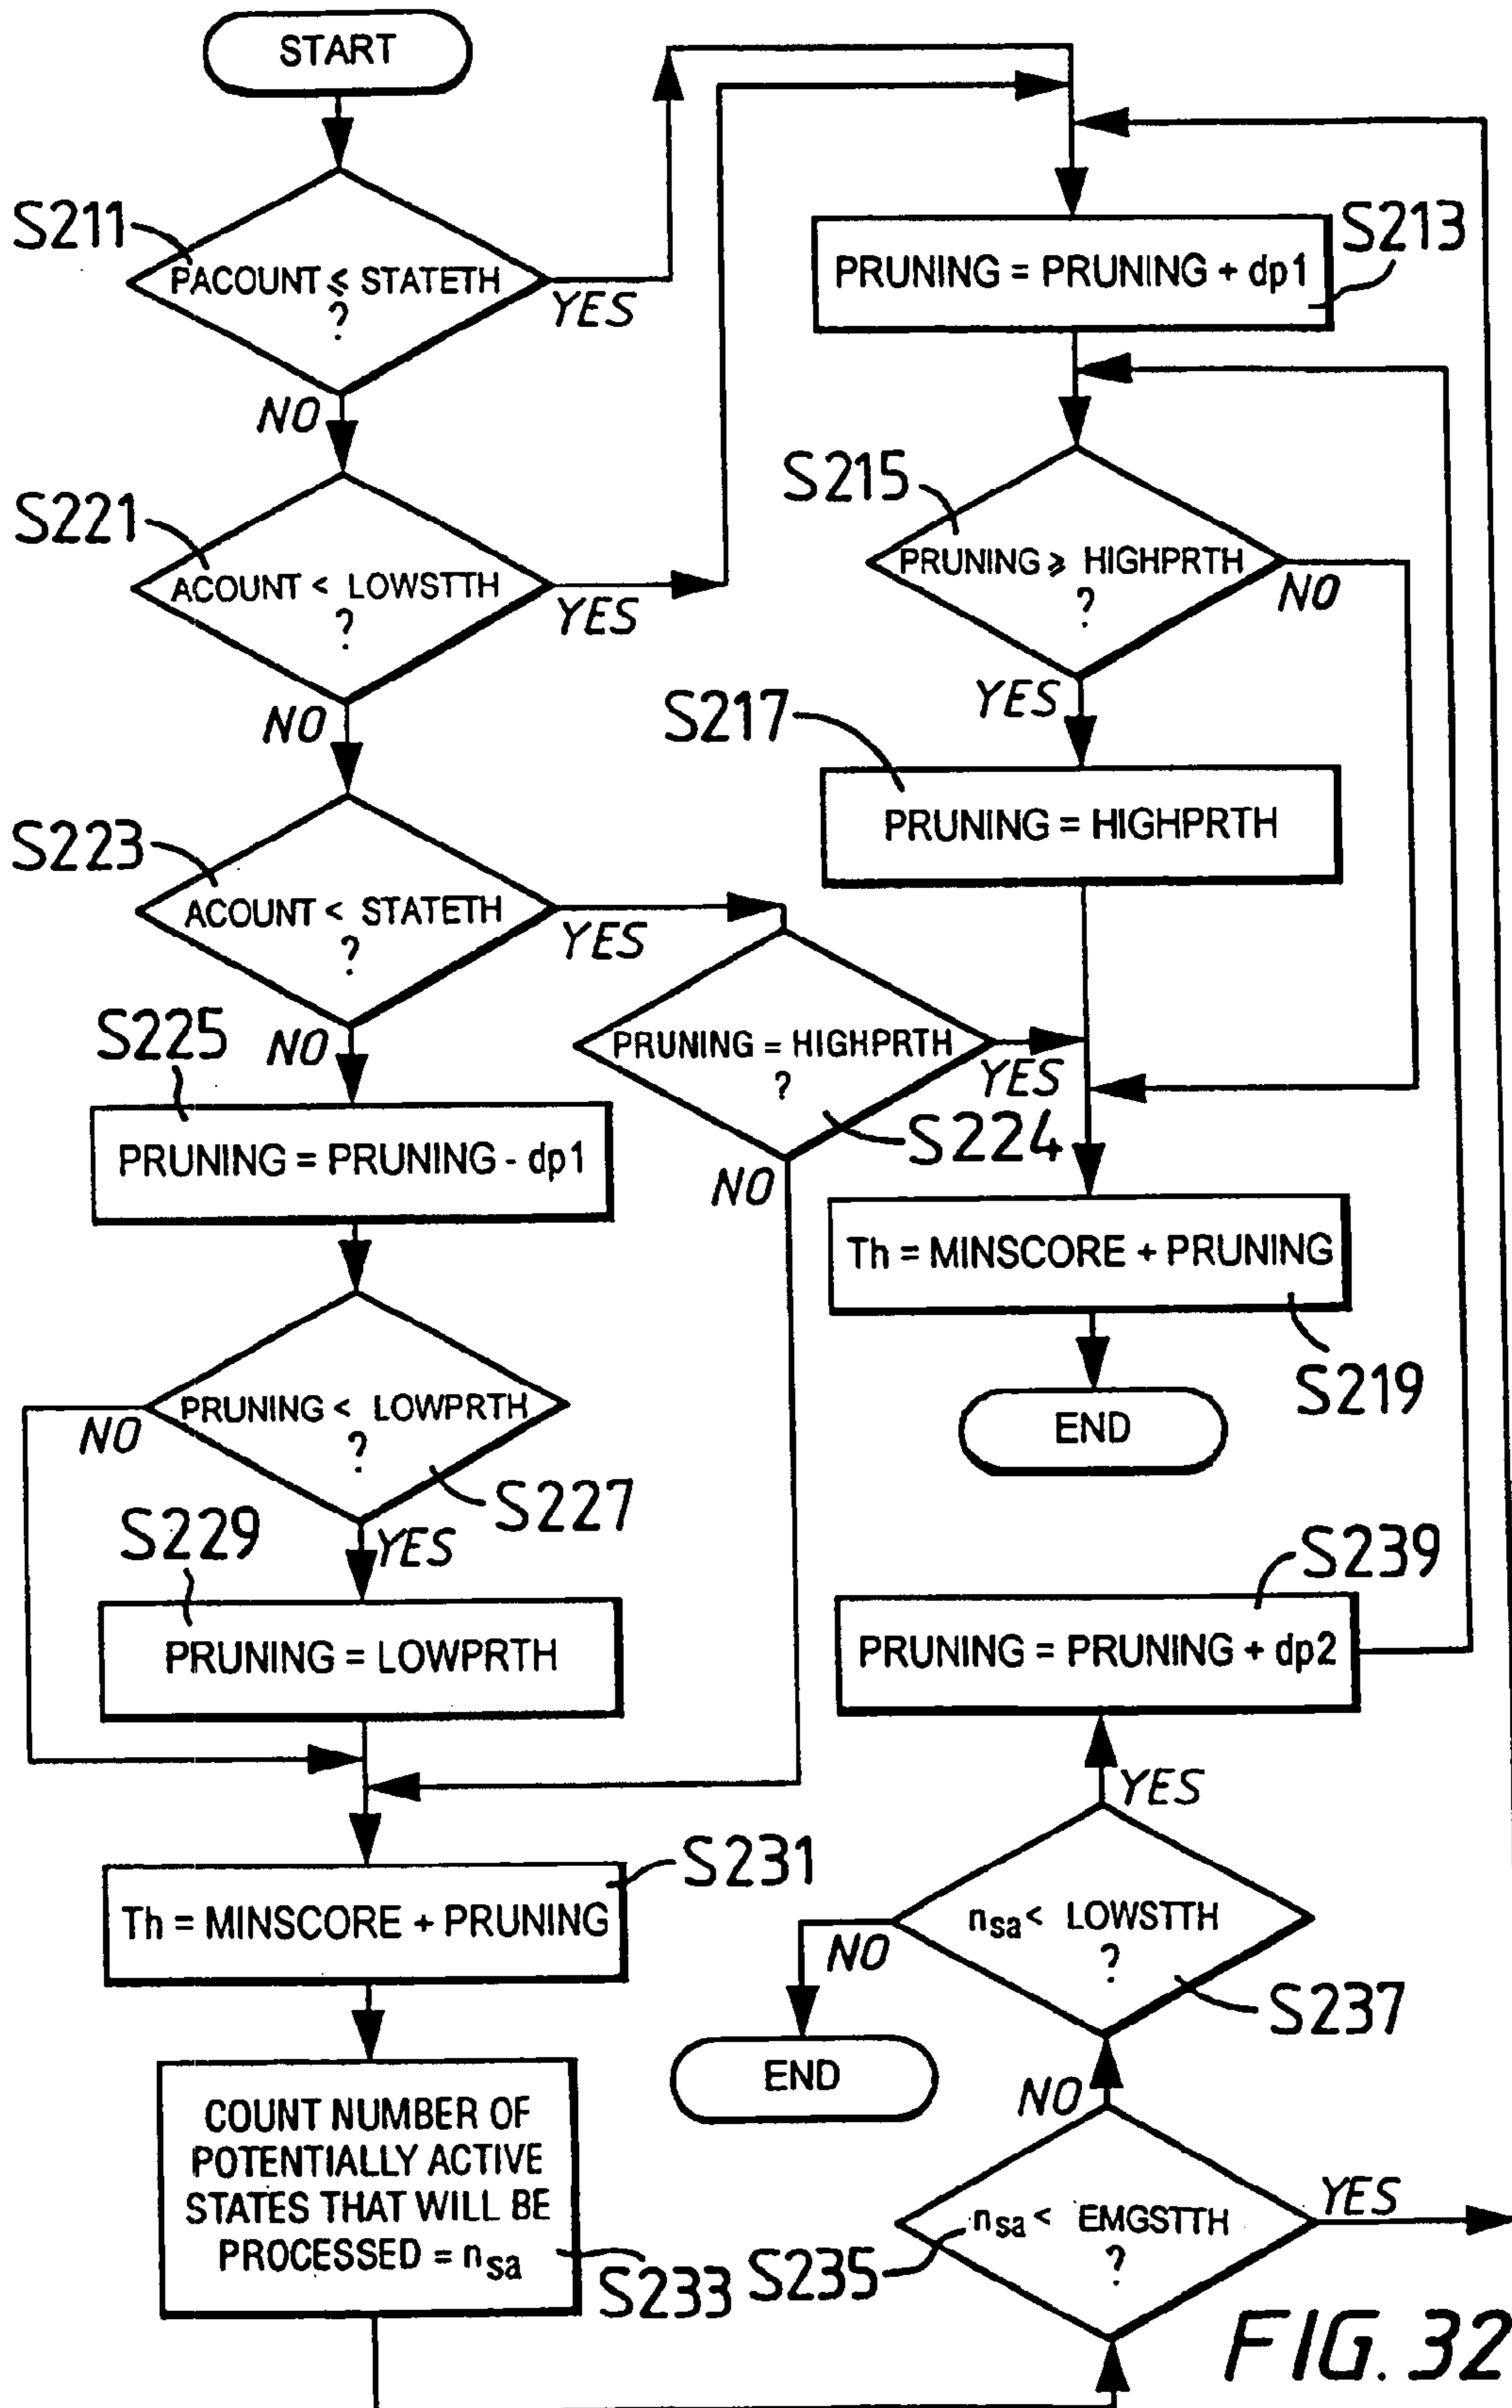 START
S211
PACOUNT ⩽ STATETH
?
YES
NO
S213
PRUNING = PRUNING + dp1
S221
ACOUNT < LOWSTTH
?
YES
NO
S215
PRUNING ⩾ HIGHPRTH
?
NO
YES
S217
PRUNING = HIGHPRTH
S223
ACOUNT < STATETH
?
YES
NO
PRUNING = HIGHPRTH
?
YES
S224
NO
S225
PRUNING = PRUNING - dp1
Th = MINSCORE + PRUNING
S219
END
PRUNING < LOWPRTH
?
NO
S227
YES
S229
PRUNING = LOWPRTH
S239
PRUNING = PRUNING + dp2
YES
S231
Th = MINSCORE + PRUNING
nsa < LOWSTTH
?
NO
S237
END
NO
COUNT NUMBER OF
POTENTIALLY ACTIVE
STATES THAT WILL BE
PROCESSED = nsa
S233
S235
nsa < EMGSTTH
?
YES
FIG. 32